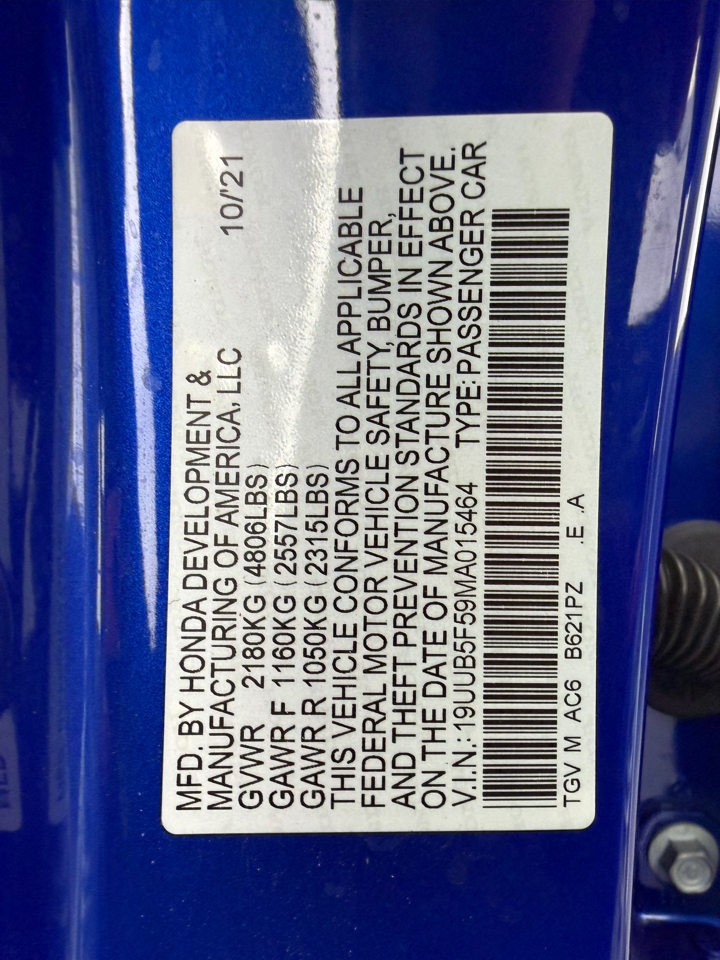 MFD. BY HONDA DEVELOPMENT &
MANUFACTURING OF AMERICA, LLC 10/'21
GVWR 2180KG (4806LBS)
GAWR F 1160KG (2557LBS)
GAWR R 1050KG (2315LBS)
THIS VEHICLE CONFORMS TO ALL APPLICABLE
FEDERAL MOTOR VEHICLE SAFETY, BUMPER,
AND THEFT PREVENTION STANDARDS IN EFFECT
ON THE DATE OF MANUFACTURE SHOWN ABOVE.
V.I.N.: 19UUB5F59MA015464 TYPE: PASSENGER CAR
TGV M AC6 B621PZ .E .A